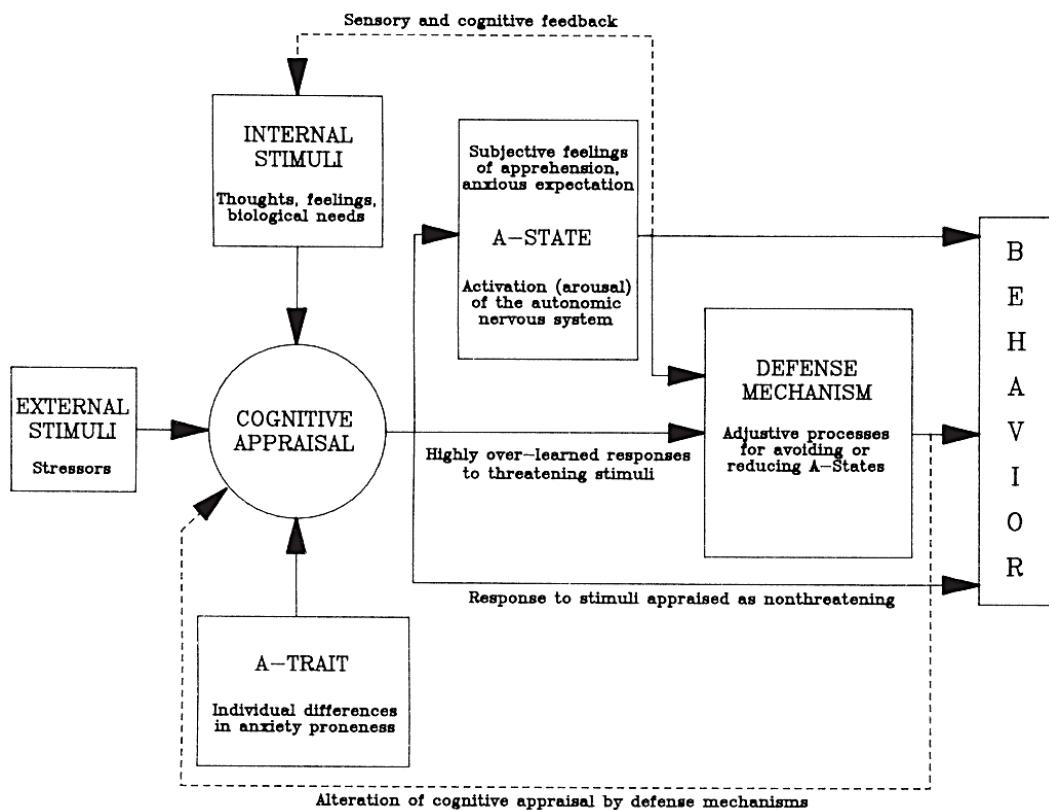 Sensory and cognitive feedback
INTERNAL
STIMULI
Thoughts, feelings,
biological needs
Subjective feelings
of apprehension,
anxious expectation
A-STATE
Activation (arousal)
of the autonomic
nervous system
EXTERNAL
STIMULI
Stressors
COGNITIVE
APPRAISAL
Highly over-learned responses
to threatening stimuli
DEFENSE
MECHANISM
Adjustive processes
for avoiding or
reducing A-States
B
E
H
A
V
I
O
R
Response to stimuli appraised as nonthreatening
A-TRAIT
Individual differences
in anxiety proneness
Alteration of cognitive appraisal by defense mechanisms